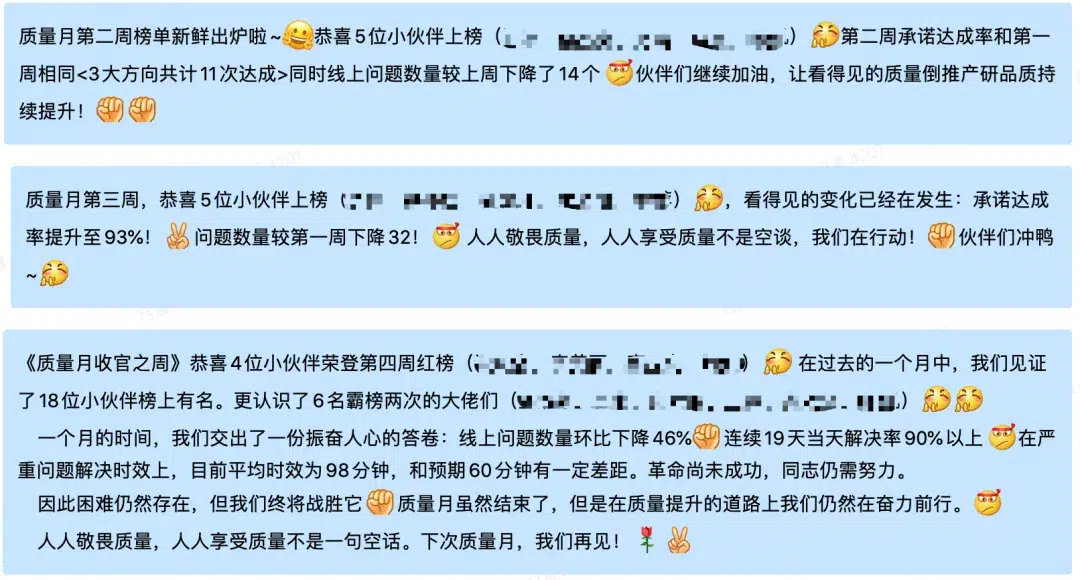 质量月第二周榜单新鲜出炉啦~🤗恭喜5位小伙伴上榜（、、、、）第二周承诺达成率和第一
周相同<3大方向共计11次达成>同时线上问题数量较上周下降了14个 伙伴们继续加油，让看得见的质量倒推产研品质持
续提升！✊✊
质量月第三周，恭喜5位小伙伴上榜（），看得见的变化已经在发生：承诺达成
率提升至93%！✌问题数量较第一周下降32！人人敬畏质量，人人享受质量不是空谈，我们在行动！✊伙伴们冲鸭
~
《质量月收官之周》恭喜4位小伙伴荣登第四周红榜（）在过去的一个月中，我们见证
了18位小伙伴榜上有名。更认识了6名霸榜两次的大佬们（）
一个月的时间，我们交出了一份振奋人心的答卷：线上问题数量环比下降46%✊连续19天当天解决率90%以上 在严
重问题解决时效上，目前平均时效为98分钟，和预期60分钟有一定差距。革命尚未成功，同志仍需努力。
因此困难仍然存在，但我们终将战胜它✊质量月虽然结束了，但是在质量提升的道路上我们仍然在奋力前行。
人人敬畏质量，人人享受质量不是一句空话。下次质量月，我们再见！🌹✌